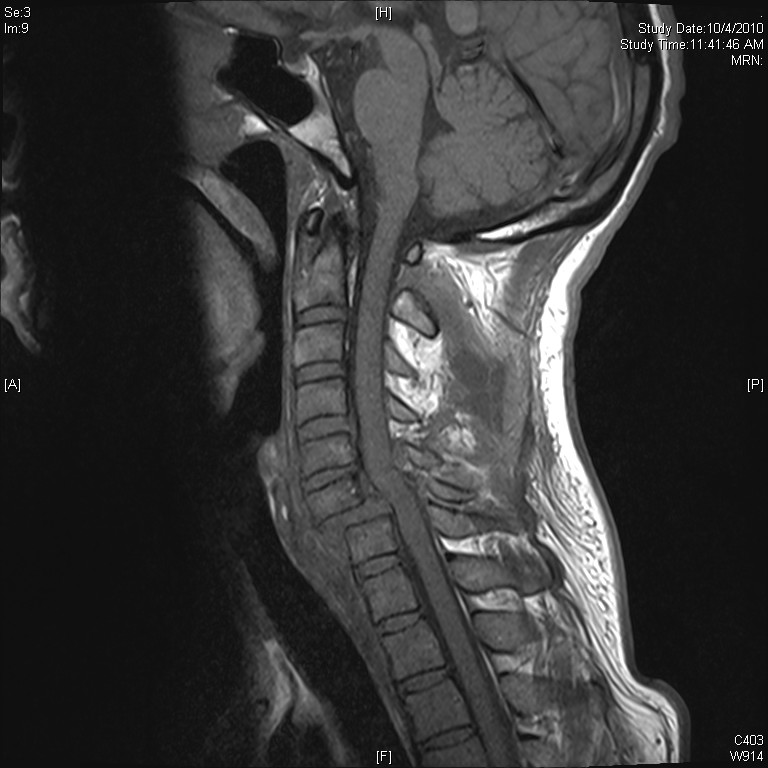 Se:3
Im:9
[H]
Study Date:10/4/2010
Study Time:11:41:46 AM
MRN:
[A]
[P]
[F]
C403
W914